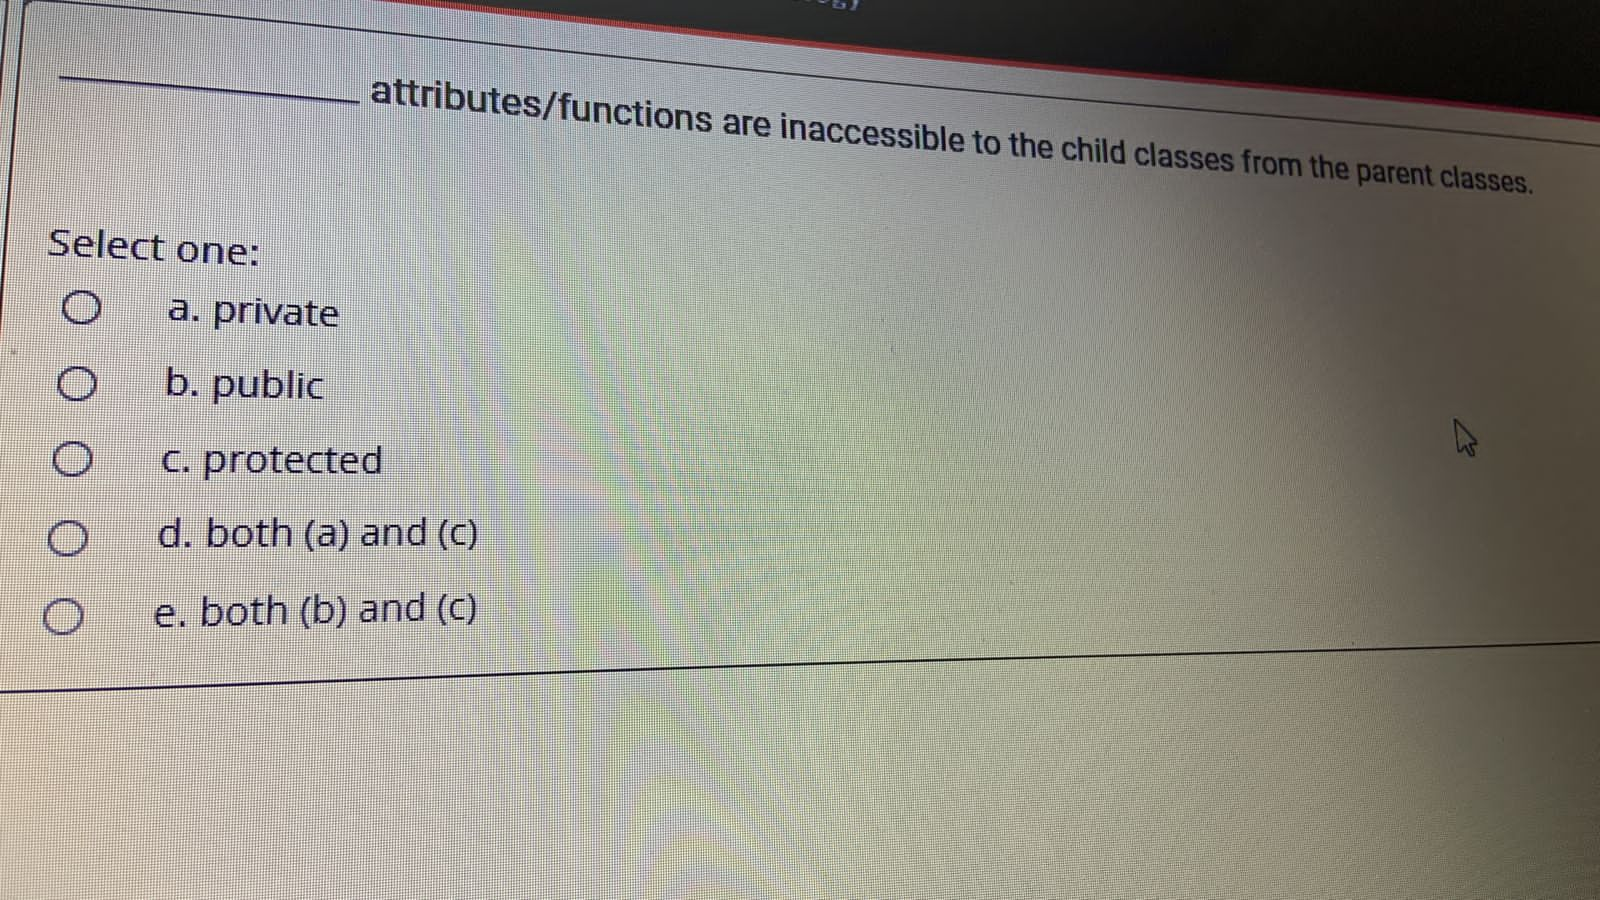 ____________ attributes/functions are inaccessible to the child classes from the parent classes.
Select one:
a. private
b. public
c. protected
d. both (a) and (c)
e. both (b) and (c)